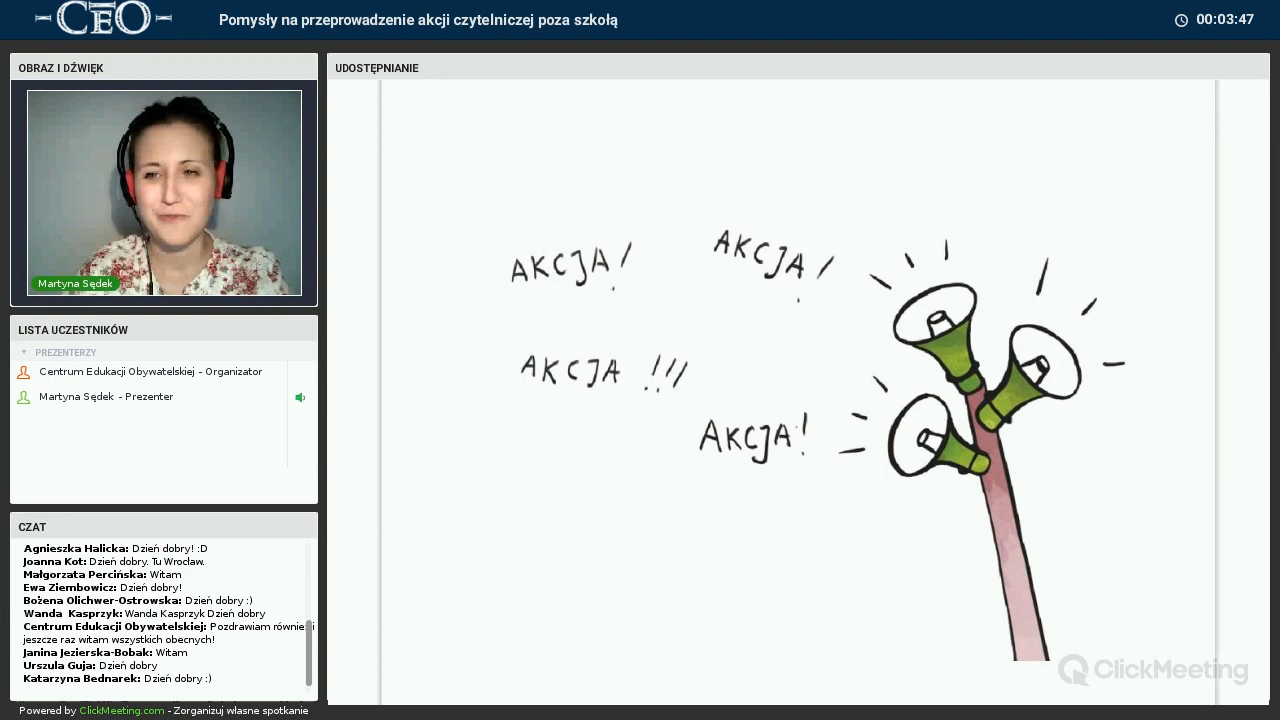 CEO
Pomysły na przeprowadzenie akcji czytelniczej poza szkołą
00:03:47
OBRAZ I DŹWIĘK
Martyna Sędek
LISTA UCZESTNIKÓW
PREZENTERZY
Centrum Edukacji Obywatelskiej - Organizator
Martyna Sędek - Prezenter
CZAT
Agnieszka Halicka: Dzień dobry! :D
Joanna Kot: Dzień dobry. Tu Wrocław.
Małgorzata Percińska: Witam
Ewa Ziembowicz: Dzień dobry!
Bożena Olichwer-Ostrowska: Dzień dobry :)
Wanda Kasprzyk: Wanda Kasprzyk Dzień dobry
Centrum Edukacji Obywatelskiej: Pozdrawiam również i
jeszcze raz witam wszystkich obecnych!
Janina Jezierska-Bobak: Witam
Urszula Guja: Dzień dobry
Katarzyna Bednarek: Dzień dobry :)
Powered by ClickMeeting.com - Zorganizuj własne spotkanie
UDOSTĘPNIANIE
AKCJA!
AKCJA!
AKCJA !!!
AKCJA!
ClickMeeting